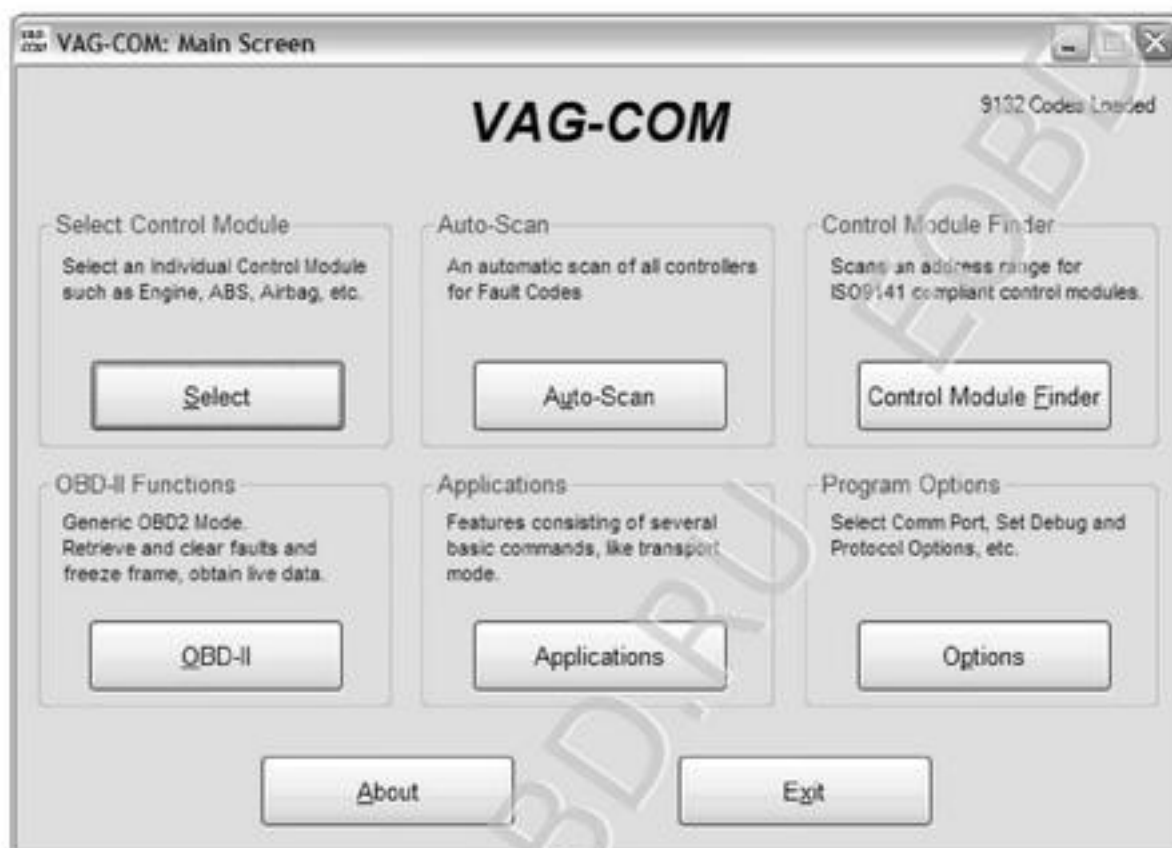 VAG-COM: Main Screen
VAG-COM
9132 Codes Loaded
Select Control Module
Select an Individual Control Module
such as Engine, ABS, Airbag, etc.
Select
Auto-Scan
An automatic scan of all controllers
for Fault Codes
Auto-Scan
Control Module Finder
Scans an address range for
ISO9141 compliant control modules.
Control Module Finder
OBD-II Functions
Generic OBD2 Mode.
Retrieve and clear faults and
freeze frame, obtain live data.
OBD-II
Applications
Features consisting of several
basic commands, like transport
mode.
Applications
Program Options
Select Comm Port, Set Debug and
Protocol Options, etc.
Options
About
Exit